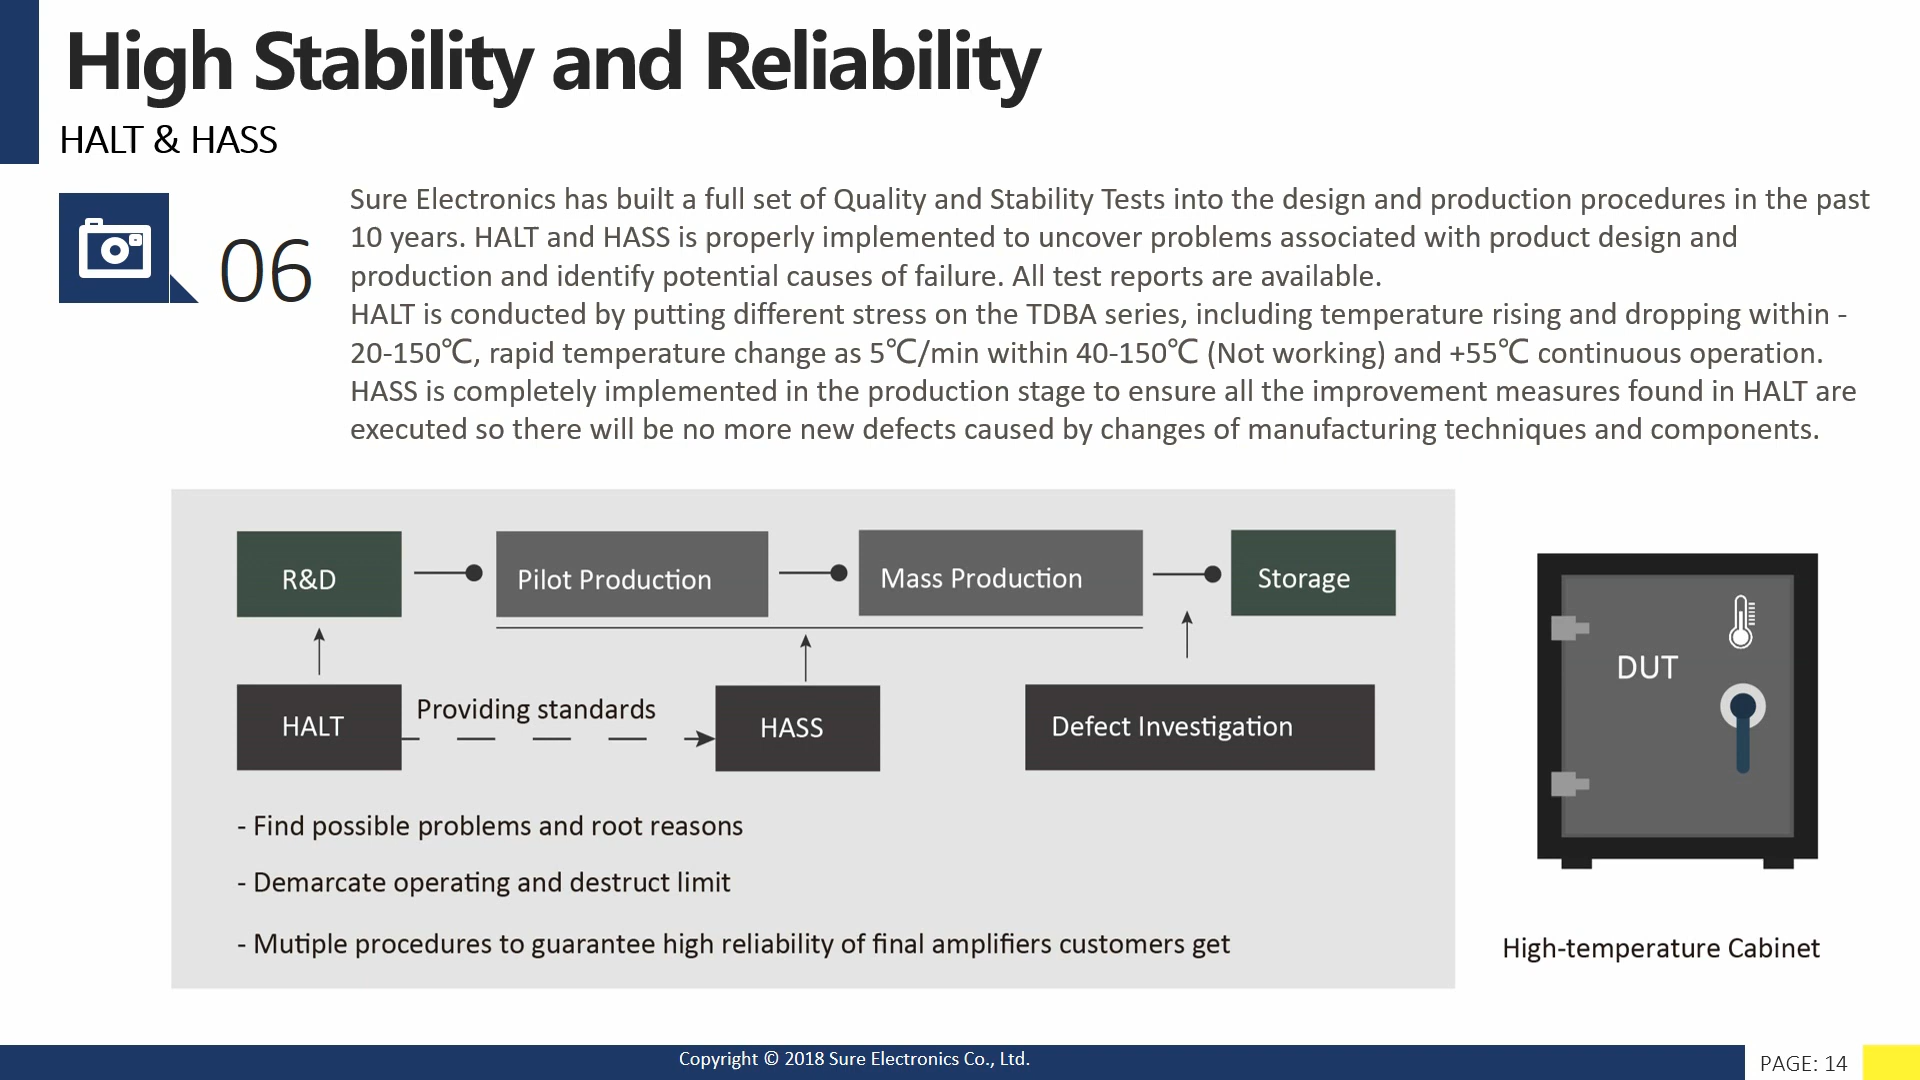 High Stability and Reliability
HALT & HASS
06
Sure Electronics has built a full set of Quality and Stability Tests into the design and production procedures in the past
10 years. HALT and HASS is properly implemented to uncover problems associated with product design and
production and identify potential causes of failure. All test reports are available.
HALT is conducted by putting different stress on the TDBA series, including temperature rising and dropping within -
20-150℃, rapid temperature change as 5℃/min within 40-150℃ (Not working) and +55℃ continuous operation.
HASS is completely implemented in the production stage to ensure all the improvement measures found in HALT are
executed so there will be no more new defects caused by changes of manufacturing techniques and components.
R&D
Pilot Production
Mass Production
Storage
HALT
Providing standards
HASS
Defect Investigation
- Find possible problems and root reasons
- Demarcate operating and destruct limit
- Mutiple procedures to guarantee high reliability of final amplifiers customers get
DUT
High-temperature Cabinet
Copyright © 2018 Sure Electronics Co., Ltd.
PAGE: 14